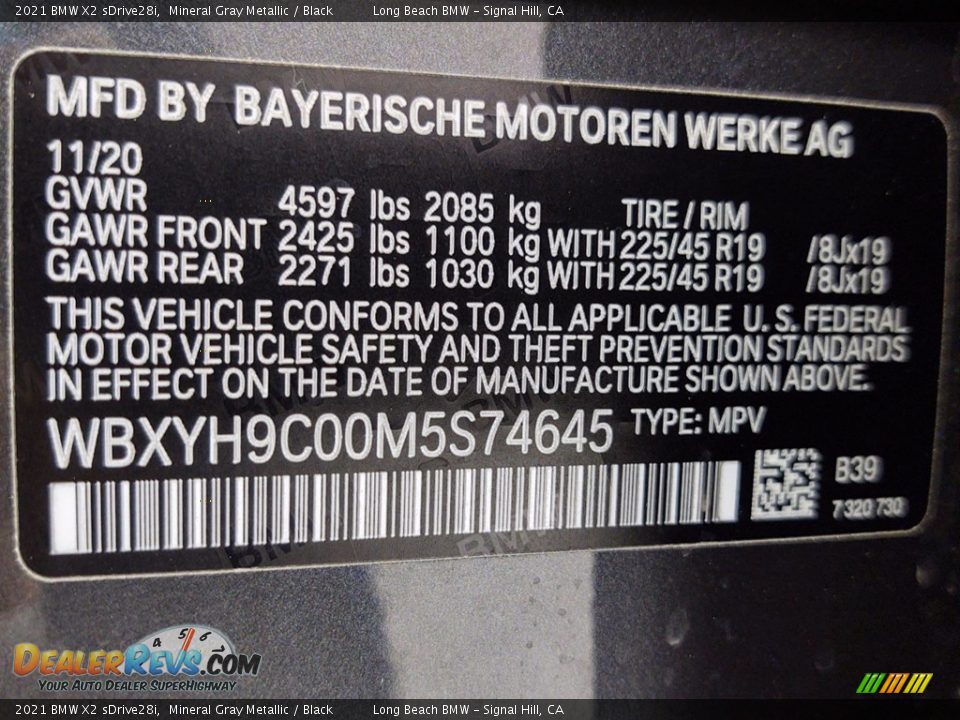 2021 BMW X2 sDrive28i, Mineral Gray Metallic / Black Long Beach BMW - Signal Hill, CA
MFD BY BAYERISCHE MOTOREN WERKE AG
11/20
GVWR 4597 lbs 2085 kg TIRE / RIM
GAWR FRONT 2425 lbs 1100 kg WITH 225/45 R19 /8Jx19
GAWR REAR 2271 lbs 1030 kg WITH 225/45 R19 /8Jx19
THIS VEHICLE CONFORMS TO ALL APPLICABLE U. S. FEDERAL
MOTOR VEHICLE SAFETY AND THEFT PREVENTION STANDARDS
IN EFFECT ON THE DATE OF MANUFACTURE SHOWN ABOVE.
WBXYH9C00M5S74645 TYPE: MPV
B39
7 320 730
4 5 6
DEALERREVS.COM
YOUR AUTO DEALER SUPERHIGHWAY
2021 BMW X2 sDrive28i, Mineral Gray Metallic / Black Long Beach BMW - Signal Hill, CA